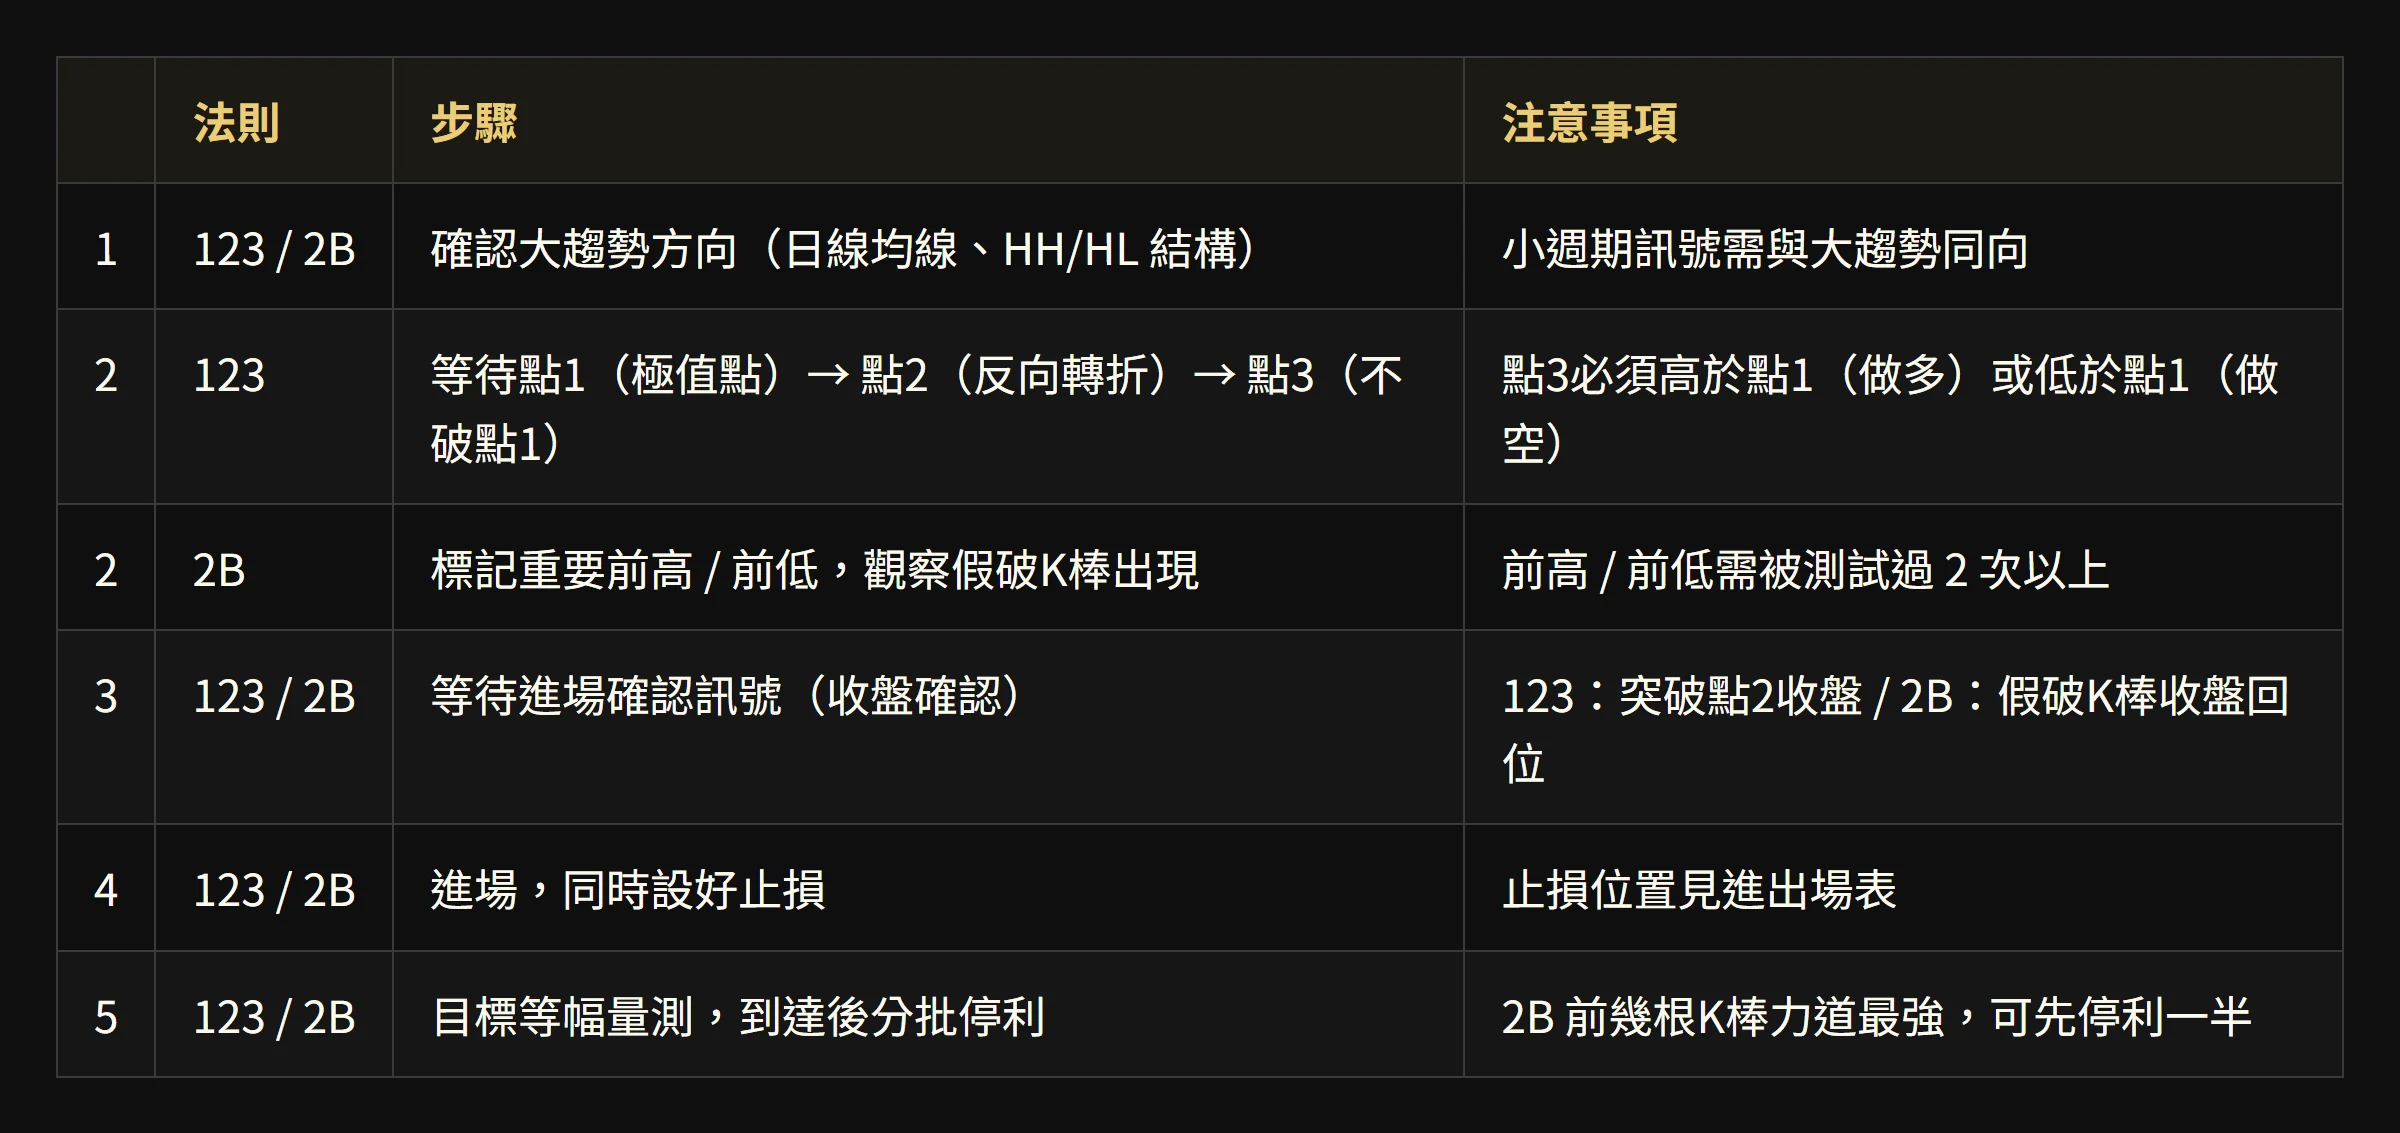 法則 步驟 注意事項
1 123 / 2B 確認大趨勢方向（日線均線、HH/HL 結構） 小週期訊號需與大趨勢同向
2 123 等待點1（極值點）→ 點2（反向轉折）→ 點3（不 點3必須高於點1（做多）或低於點1（做
破點1） 空）
2 2B 標記重要前高 / 前低，觀察假破K棒出現 前高 / 前低需被測試過 2 次以上
3 123 / 2B 等待進場確認訊號（收盤確認） 123：突破點2收盤 / 2B：假破K棒收盤回
位
4 123 / 2B 進場，同時設好止損 止損位置見進出場表
5 123 / 2B 目標等幅量測，到達後分批停利 2B 前幾根K棒力道最強，可先停利一半